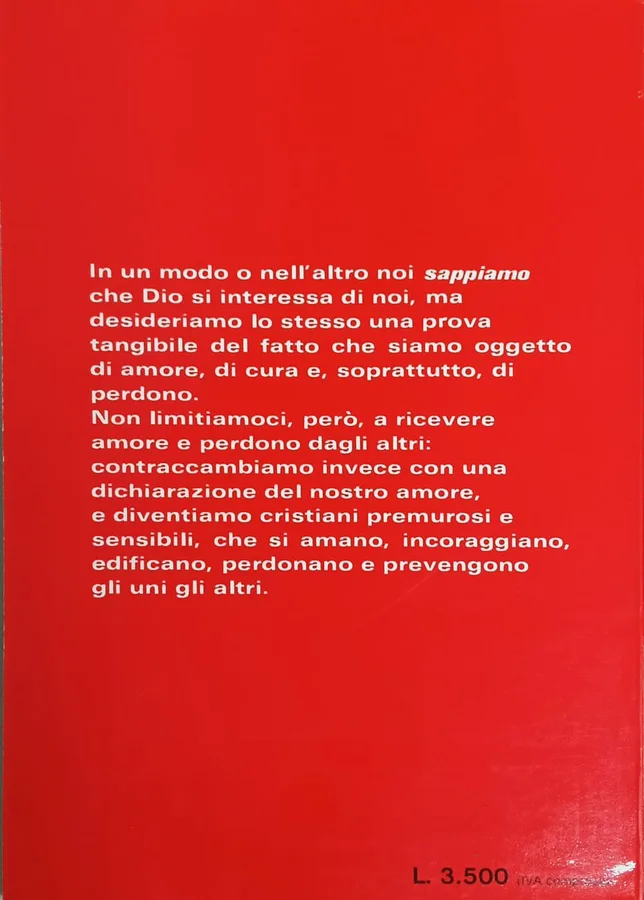 In un modo o nell'altro noi sappiamo
che Dio si interessa di noi, ma
desideriamo lo stesso una prova
tangibile del fatto che siamo oggetto
di amore, di cura e, soprattutto, di
perdono.
Non limitiamoci, però, a ricevere
amore e perdono dagli altri:
contraccambiamo invece con una
dichiarazione del nostro amore,
e diventiamo cristiani premurosi e
sensibili, che si amano, incoraggiano,
edificano, perdonano e prevengono
gli uni gli altri.
L. 3.500 (IVA